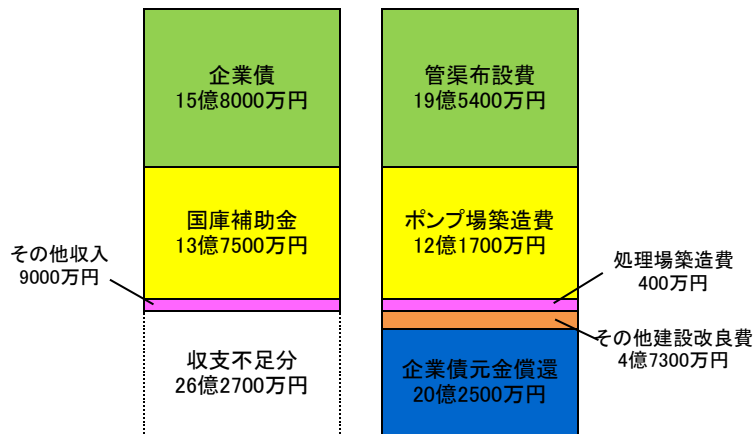 企業債
15億8000万円
国庫補助金
13億7500万円
その他収入
9000万円
収支不足分
26億2700万円
管渠布設費
19億5400万円
ポンプ場築造費
12億1700万円
処理場築造費
400万円
その他建設改良費
4億7300万円
企業債元金償還
20億2500万円